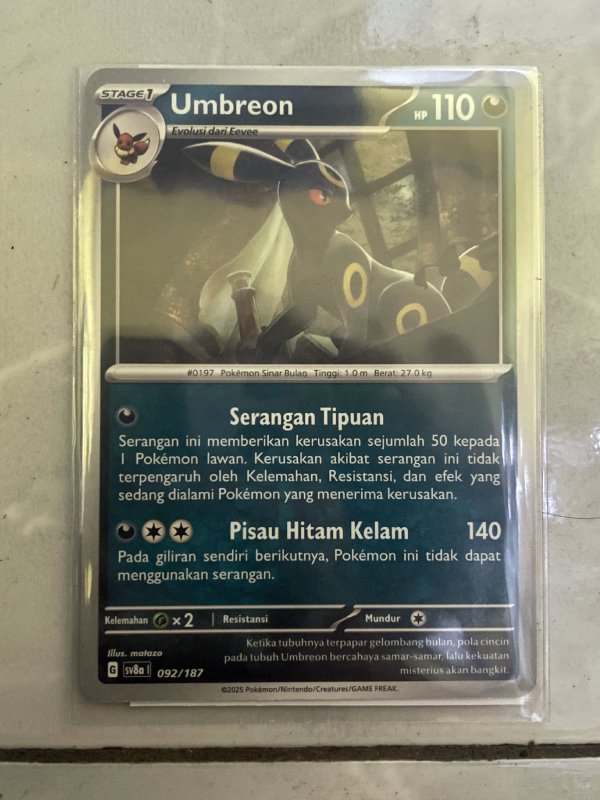 STAGE1 Umbreon HP 110
Evolusi dari Eevee
#0197 Pokémon Sinar Bulan Tinggi: 1.0 m Berat: 27.0 kg
Serangan Tipuan
Serangan ini memberikan kerusakan sejumlah 50 kepada
1 Pokémon lawan. Kerusakan akibat serangan ini tidak
terpengaruh oleh Kelemahan, Resistansi, dan efek yang
sedang dialami Pokémon yang menerima kerusakan.
Pisau Hitam Kelam 140
Pada giliran sendiri berikutnya, Pokémon ini tidak dapat
menggunakan serangan.
Kelemahan ×2 Resistansi Mundur
Illus. matazo
Ketika tubuhnya terpapar gelombang bulan, pola cincin
pada tubuh Umbreon bercahaya samar-samar, lalu kekuatan
misterius akan bangkit.
G sv8a I 092/187
©2025 Pokémon/Nintendo/Creatures/GAME FREAK.